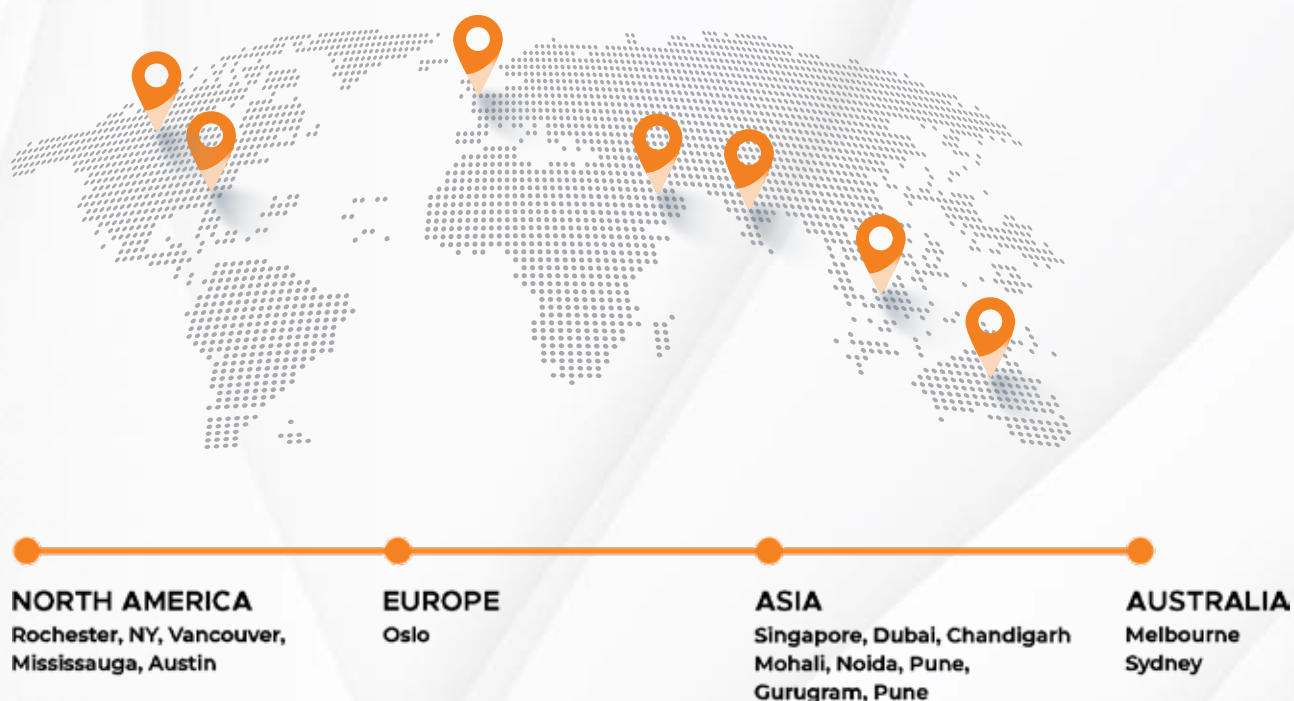 NORTH AMERICA
Rochester, NY, Vancouver,
Mississauga, Austin
EUROPE
Oslo
ASIA
Singapore, Dubai, Chandigarh
Mohali, Noida, Pune,
Gurugram, Pune
AUSTRALIA
Melbourne
Sydney